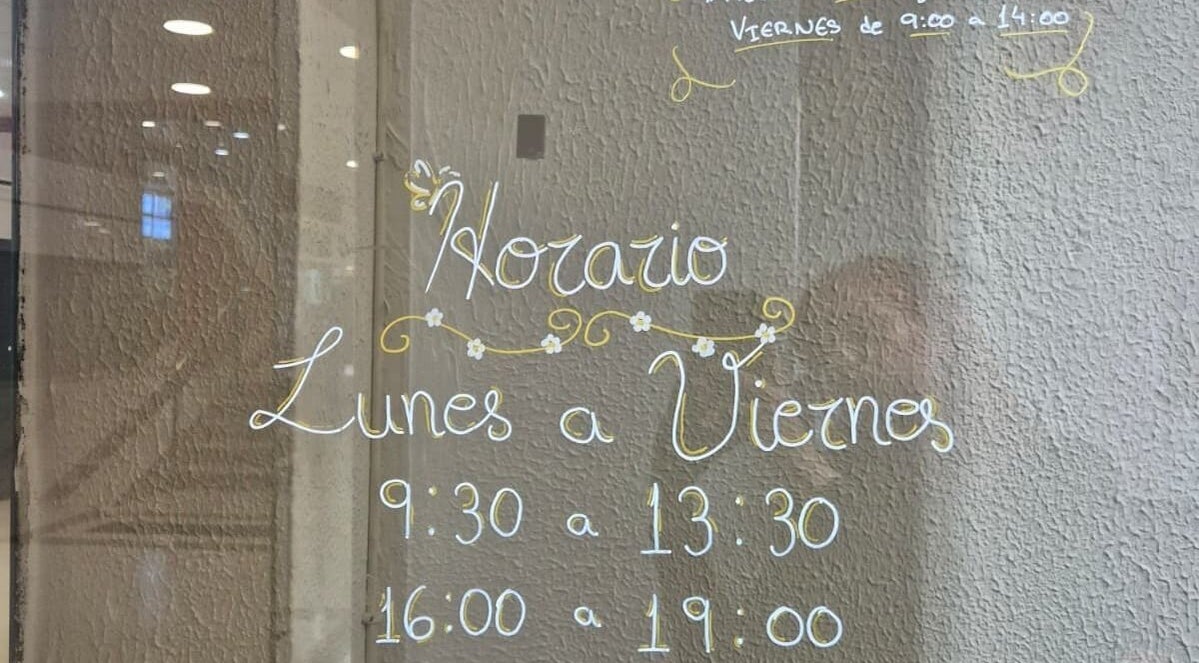 VIERNES de 9:00 a 14:00
Horario
Lunes a Viernes
9:30 a 13:30
16:00 a 19:00